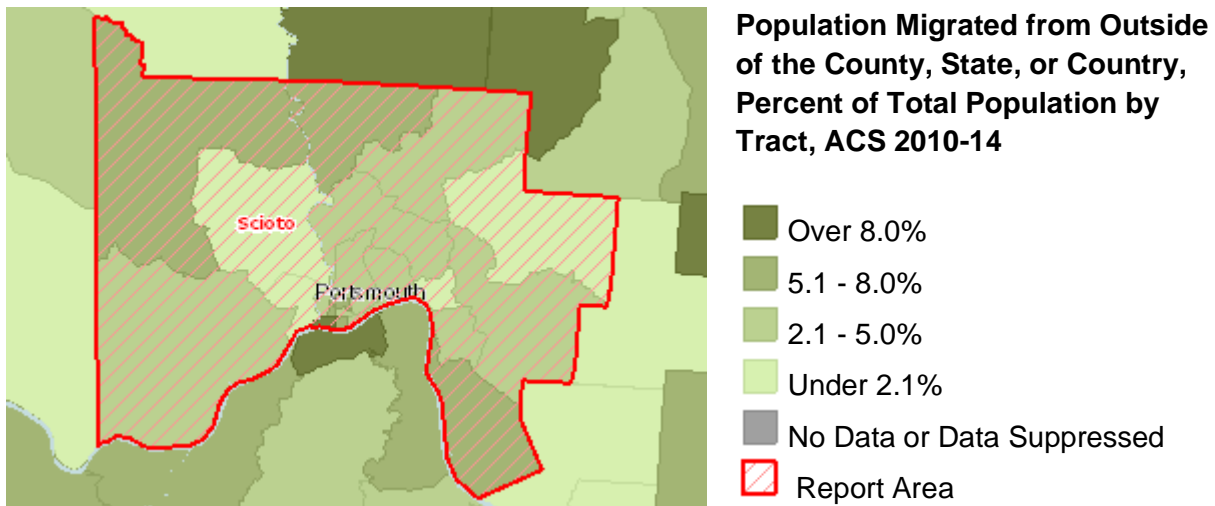 Population Migrated from Outside
of the County, State, or Country,
Percent of Total Population by
Tract, ACS 2010-14
Scioto
Portsmouth
Over 8.0%
5.1 - 8.0%
2.1 - 5.0%
Under 2.1%
No Data or Data Suppressed
Report Area